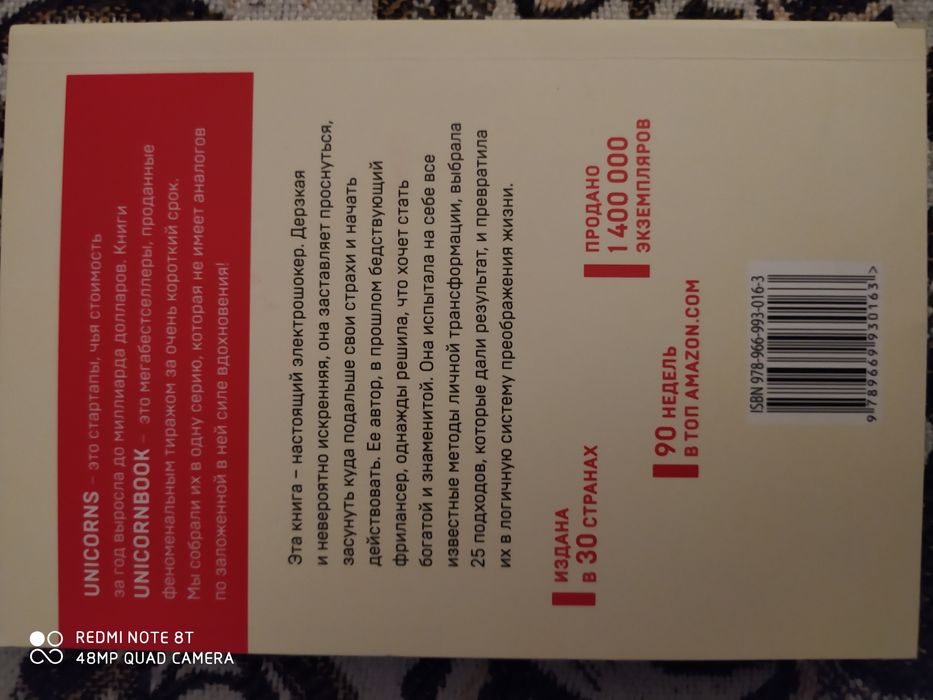 UNICORNS – это стартапы, чья стоимость
за год выросла до миллиарда долларов. Книги
UNICORNBOOK – это мегабестселлеры, проданные
феноменальным тиражом за очень короткий срок.
Мы собрали их в одну серию, которая не имеет аналогов
по заложенной в ней силе вдохновения!
Эта книга – настоящий электрошокер. Дерзкая
и невероятно искренняя, она заставляет проснуться,
засунуть куда подальше свои страхи и начать
действовать. Ее автор, в прошлом бедствующий
фрилансер, однажды решила, что хочет стать
богатой и знаменитой. Она испытала на себе все
известные методы личной трансформации, выбрала
25 подходов, которые дали результат, и превратила
их в логичную систему преображения жизни.
ИЗДАНА
В 30 СТРАНАХ
90 НЕДЕЛЬ
В ТОП AMAZON.COM
ПРОДАНО
1 400 000
ЭКЗЕМПЛЯРОВ
ISBN 978-966-993-016-3
9 789669 930163 >
REDMI NOTE 8T
48MP QUAD CAMERA